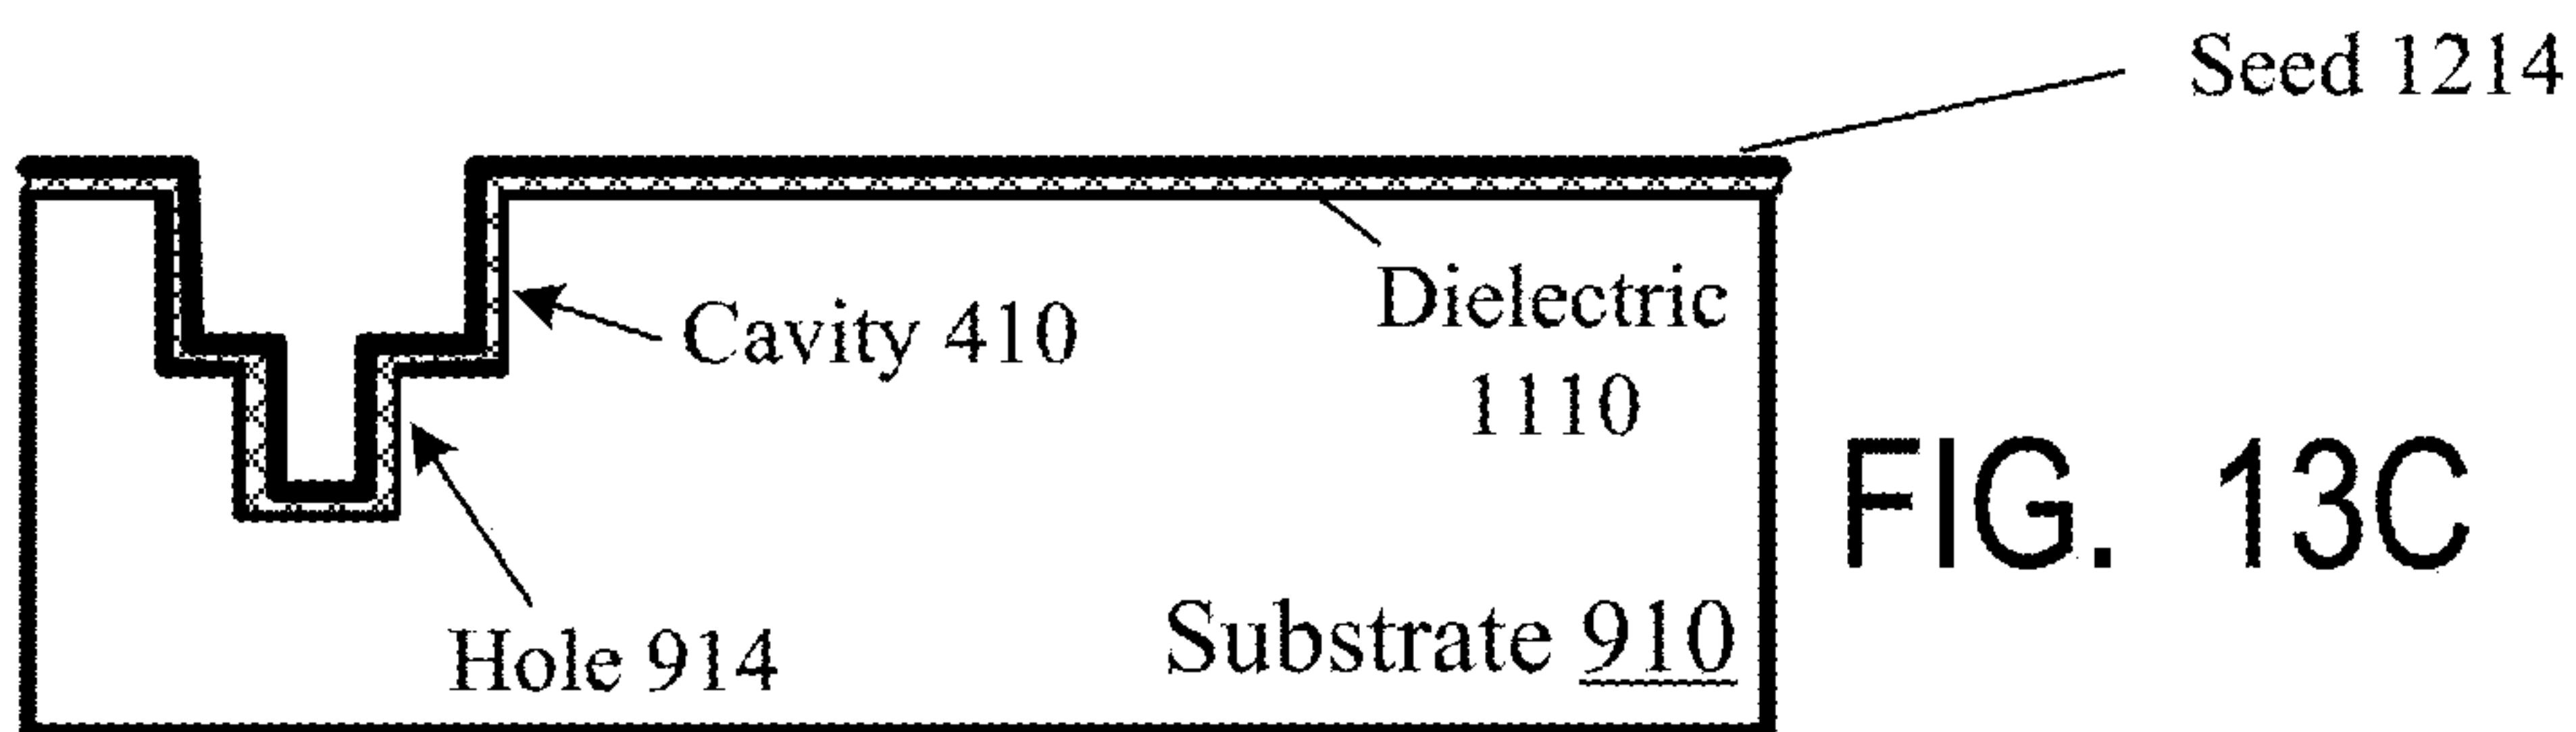 Seed 1214
Cavity 410
Dielectric
1110
FIG. 13C
Hole 914
Substrate 910